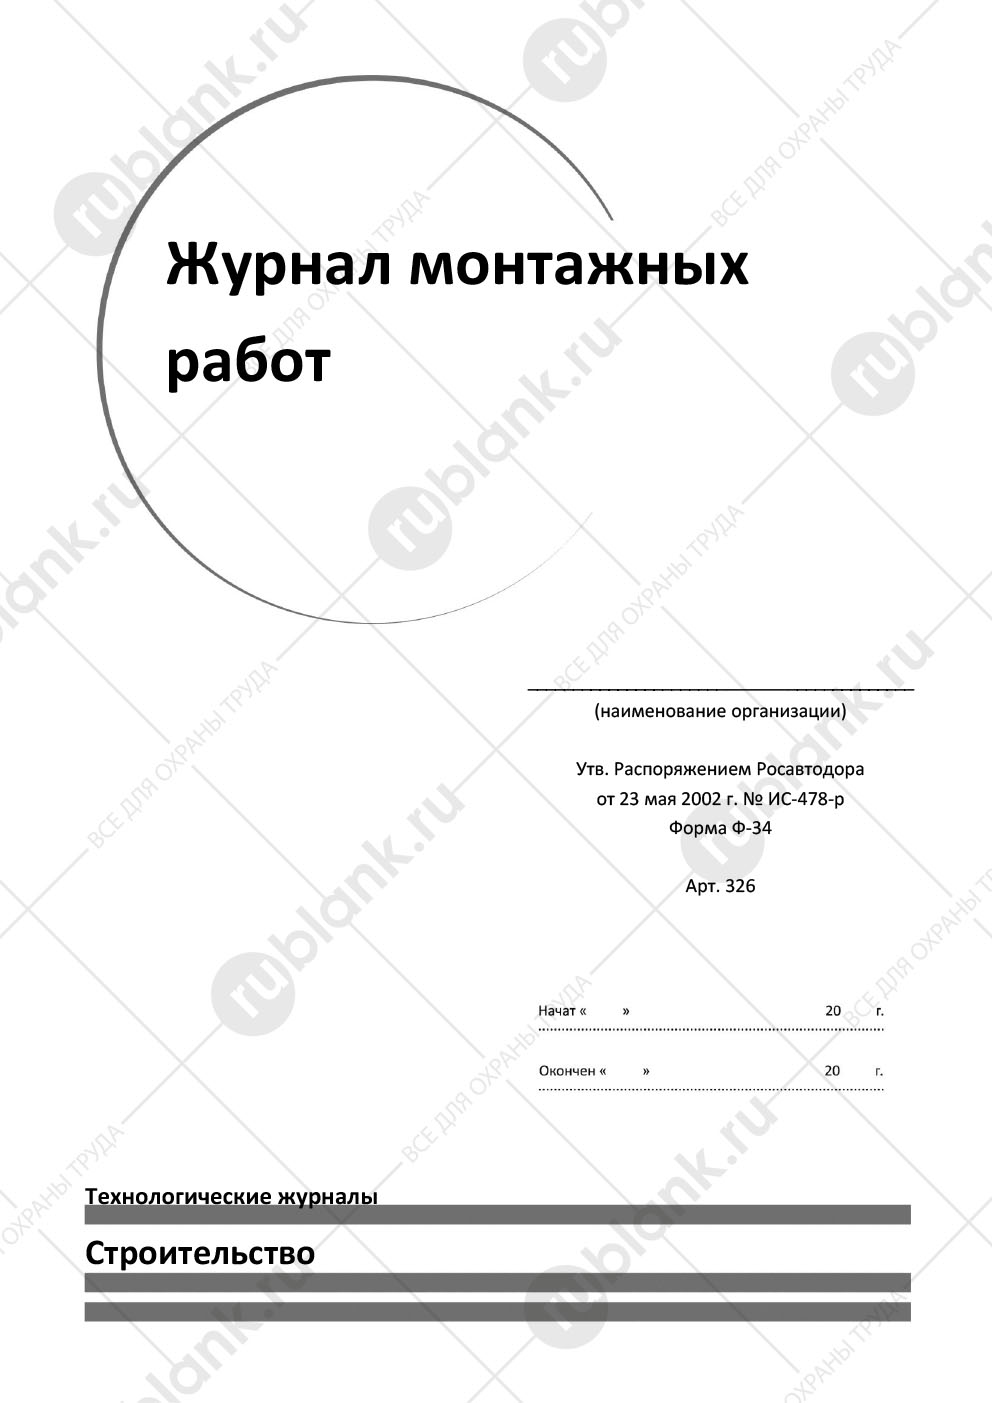 Журнал монтажных
работ
(наименование организации)
Утв. Распоряжением Росавтодора
от 23 мая 2002 г. № ИС-478-р
Форма Ф-34
Арт. 326
Начат « » 20 г.
Окончен « » 20 г.
Технологические журналы
Строительство
rublank.ru
ВСЕ ДЛЯ ОХРАНЫ ТРУДА